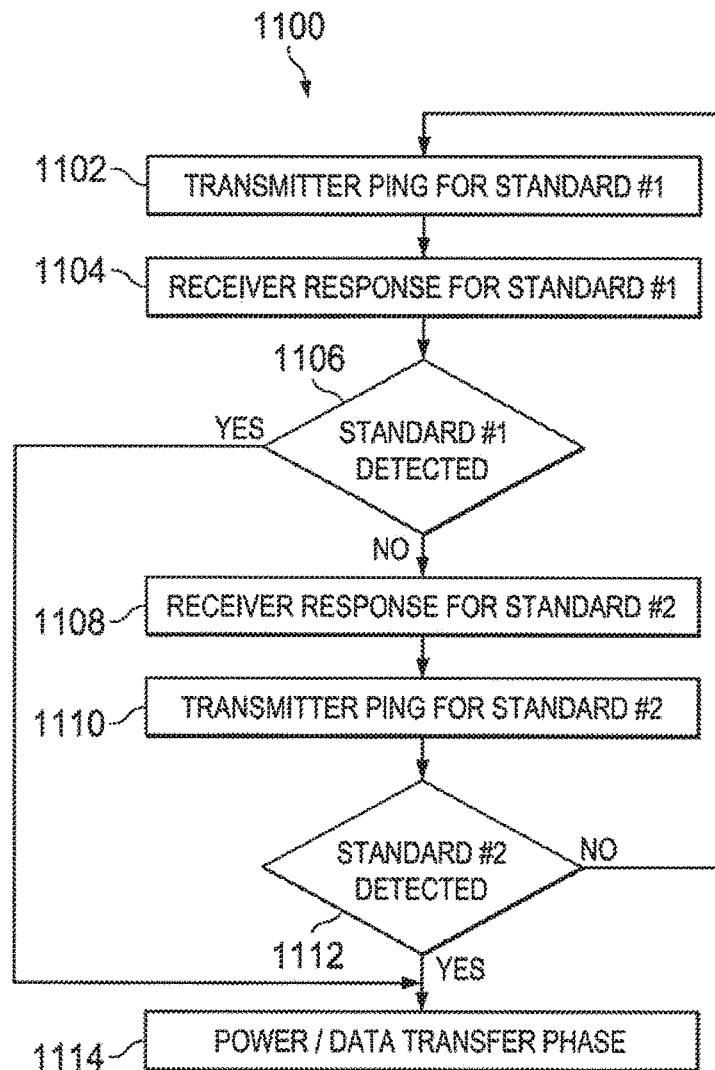 1100
1102
TRANSMITTER PING FOR STANDARD #1
1104
RECEIVER RESPONSE FOR STANDARD #1
1106
YES
STANDARD #1
DETECTED
NO
1108
RECEIVER RESPONSE FOR STANDARD #2
1110
TRANSMITTER PING FOR STANDARD #2
STANDARD #2
DETECTED
NO
1112
YES
1114
POWER / DATA TRANSFER PHASE